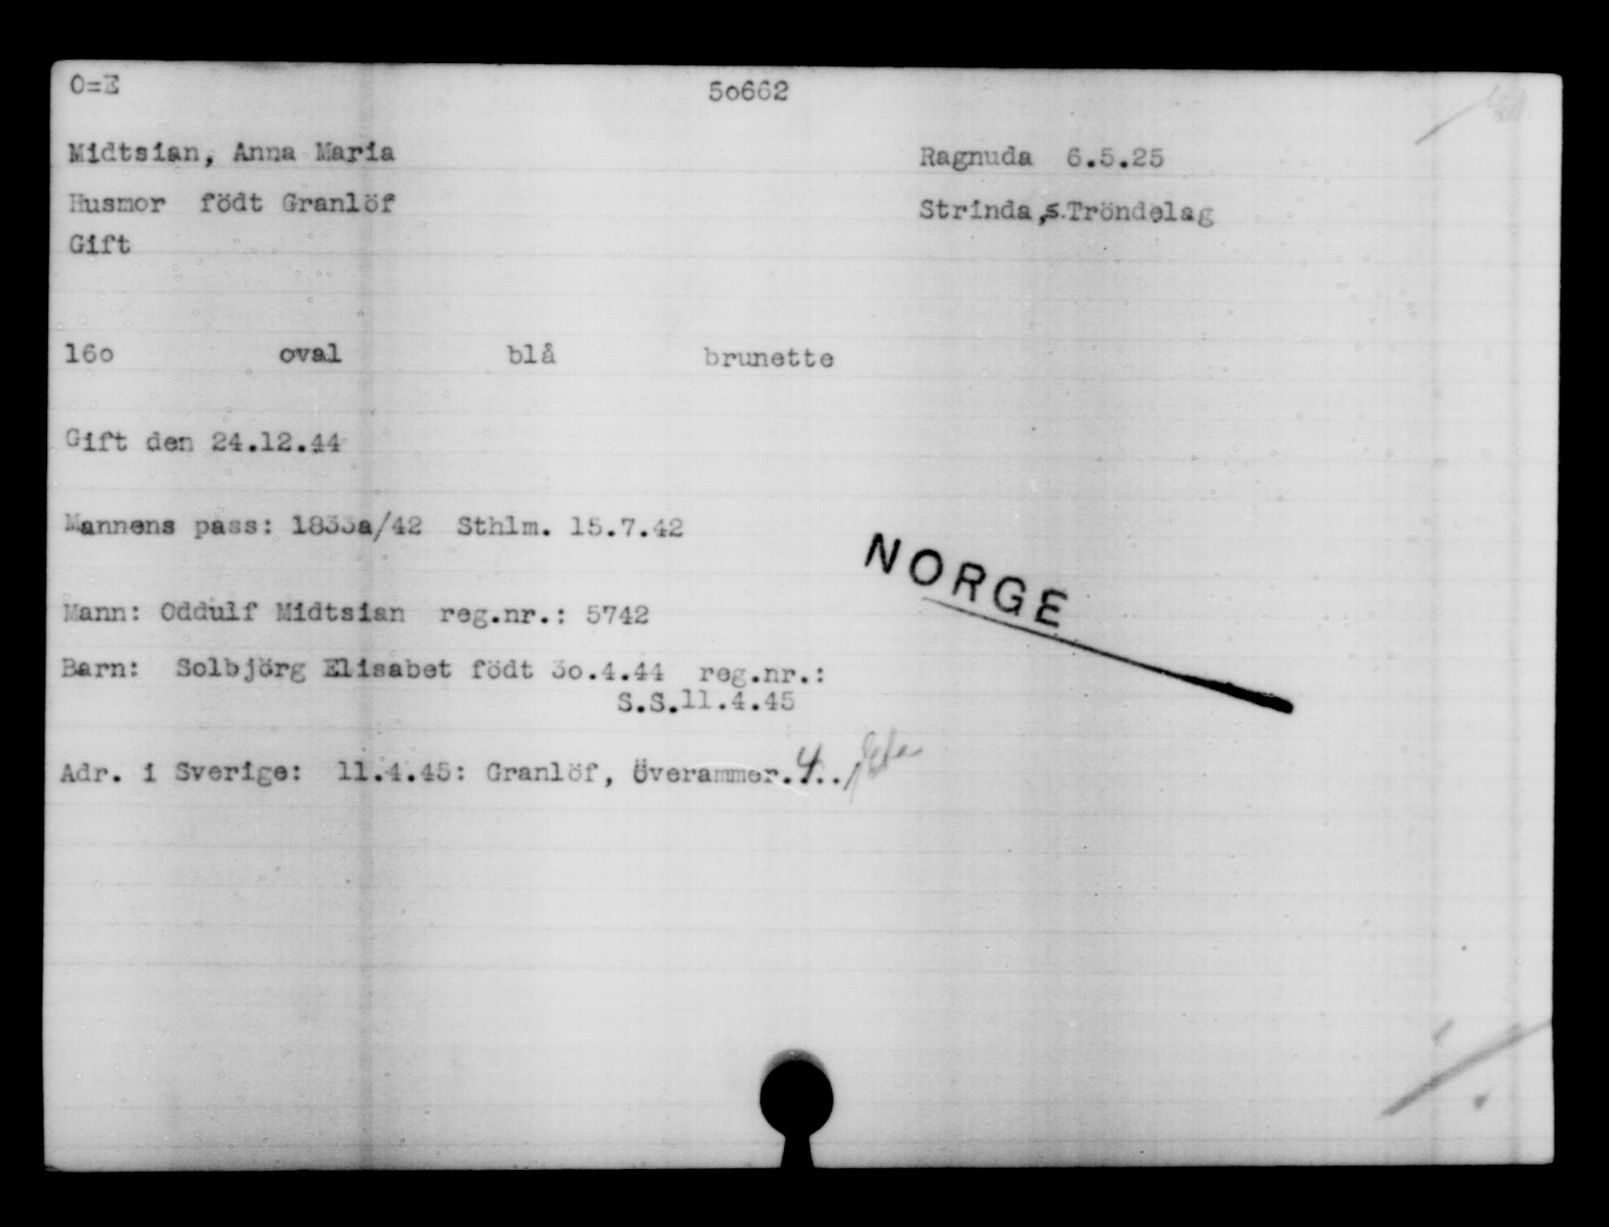 O=E 50662
Midtsian, Anna Maria Ragnuda 6.5.25
Husmor födt Granlöf Strinda,s.Tröndelag
Gift
16o oval blå brunette
Gift den 24.12.44
Mannens pass: 1833a/42 Sthlm. 15.7.42
NORGE
Mann: Oddulf Midtsian reg.nr.: 5742
Barn: Solbjörg Elisabet födt 3o.4.44 reg.nr.:
S.S.11.4.45
Adr. i Sverige: 11.4.45: Granlöf, Överammer.4..